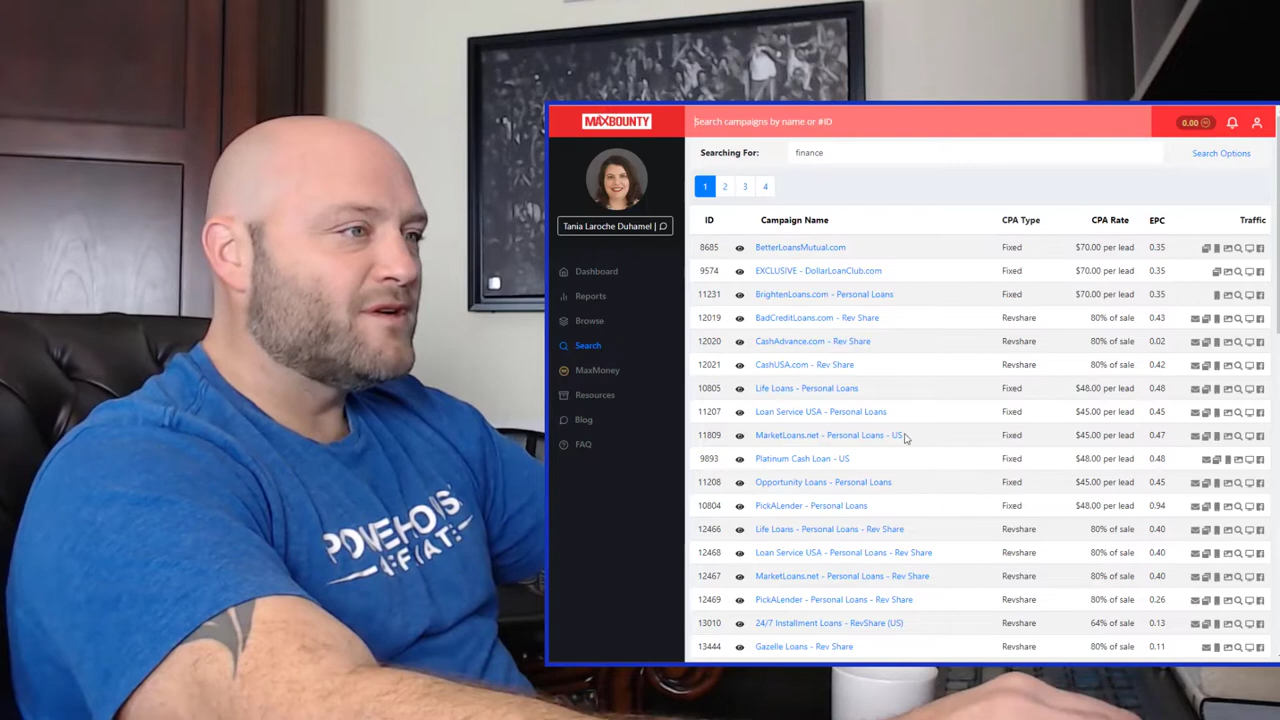 MAXBOUNTY
Search campaigns by name or #ID
0.00
Searching For:
finance
Search Options
1 2 3 4
Tania Laroche Duhamel |
Dashboard
Reports
Browse
Search
MaxMoney
Resources
Blog
FAQ
ID Campaign Name CPA Type CPA Rate EPC Traffic
8685 BetterLoansMutual.com Fixed $70.00 per lead 0.35
9574 EXCLUSIVE - DollarLoanClub.com Fixed $70.00 per lead 0.35
11231 BrightenLoans.com - Personal Loans Fixed $70.00 per lead 0.35
12019 BadCreditLoans.com - Rev Share Revshare 80% of sale 0.43
12020 CashAdvance.com - Rev Share Revshare 80% of sale 0.02
12021 CashUSA.com - Rev Share Revshare 80% of sale 0.42
10805 Life Loans - Personal Loans Fixed $48.00 per lead 0.48
11207 Loan Service USA - Personal Loans Fixed $45.00 per lead 0.45
11809 MarketLoans.net - Personal Loans - US Fixed $45.00 per lead 0.47
9893 Platinum Cash Loan - US Fixed $48.00 per lead 0.48
11208 Opportunity Loans - Personal Loans Fixed $45.00 per lead 0.45
10804 PickALender - Personal Loans Fixed $48.00 per lead 0.94
12466 Life Loans - Personal Loans - Rev Share Revshare 80% of sale 0.40
12468 Loan Service USA - Personal Loans - Rev Share Revshare 80% of sale 0.40
12467 MarketLoans.net - Personal Loans - Rev Share Revshare 80% of sale 0.40
12469 PickALender - Personal Loans - Rev Share Revshare 80% of sale 0.26
13010 24/7 Installment Loans - RevShare (US) Revshare 64% of sale 0.13
13444 Gazelle Loans - Rev Share Revshare 80% of sale 0.11